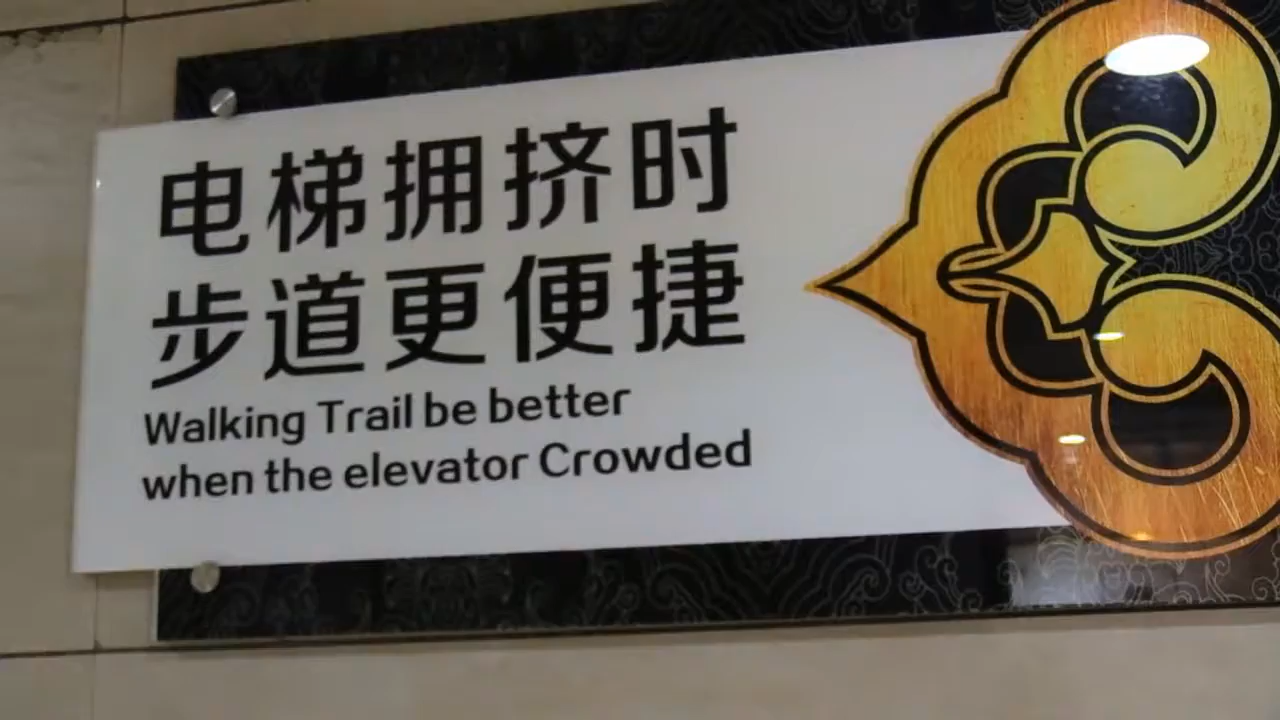 电梯拥挤时
步道更便捷
Walking Trail be better
when the elevator Crowded